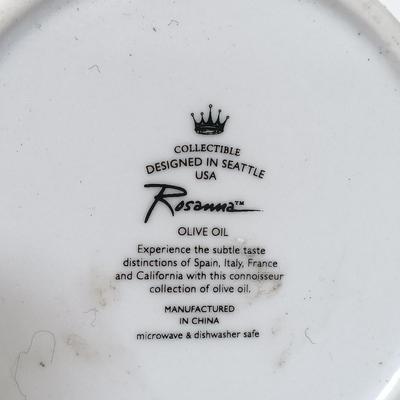 COLLECTIBLE
DESIGNED IN SEATTLE
USA
Rosanna™
OLIVE OIL
Experience the subtle taste
distinctions of Spain, Italy, France
and California with this connoisseur
collection of olive oil.
MANUFACTURED
IN CHINA
microwave & dishwasher safe